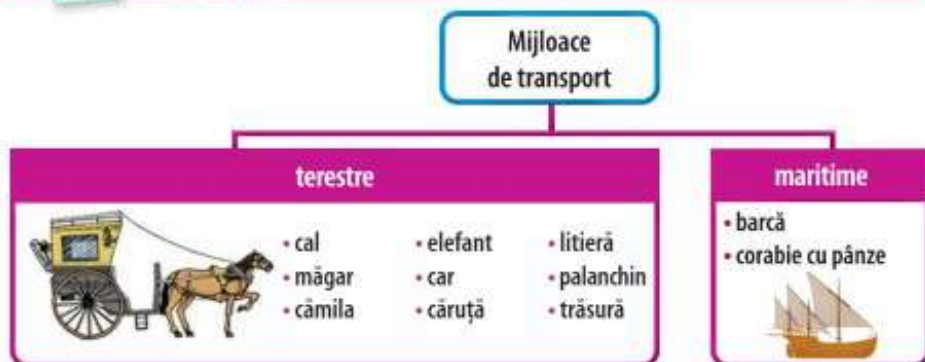 Mijloace
de transport
terestre
• cal
• măgar
• cămila
• elefant
• car
• căruță
• litieră
• palanchin
• trăsură
maritime
• barcă
• corabie cu pânze